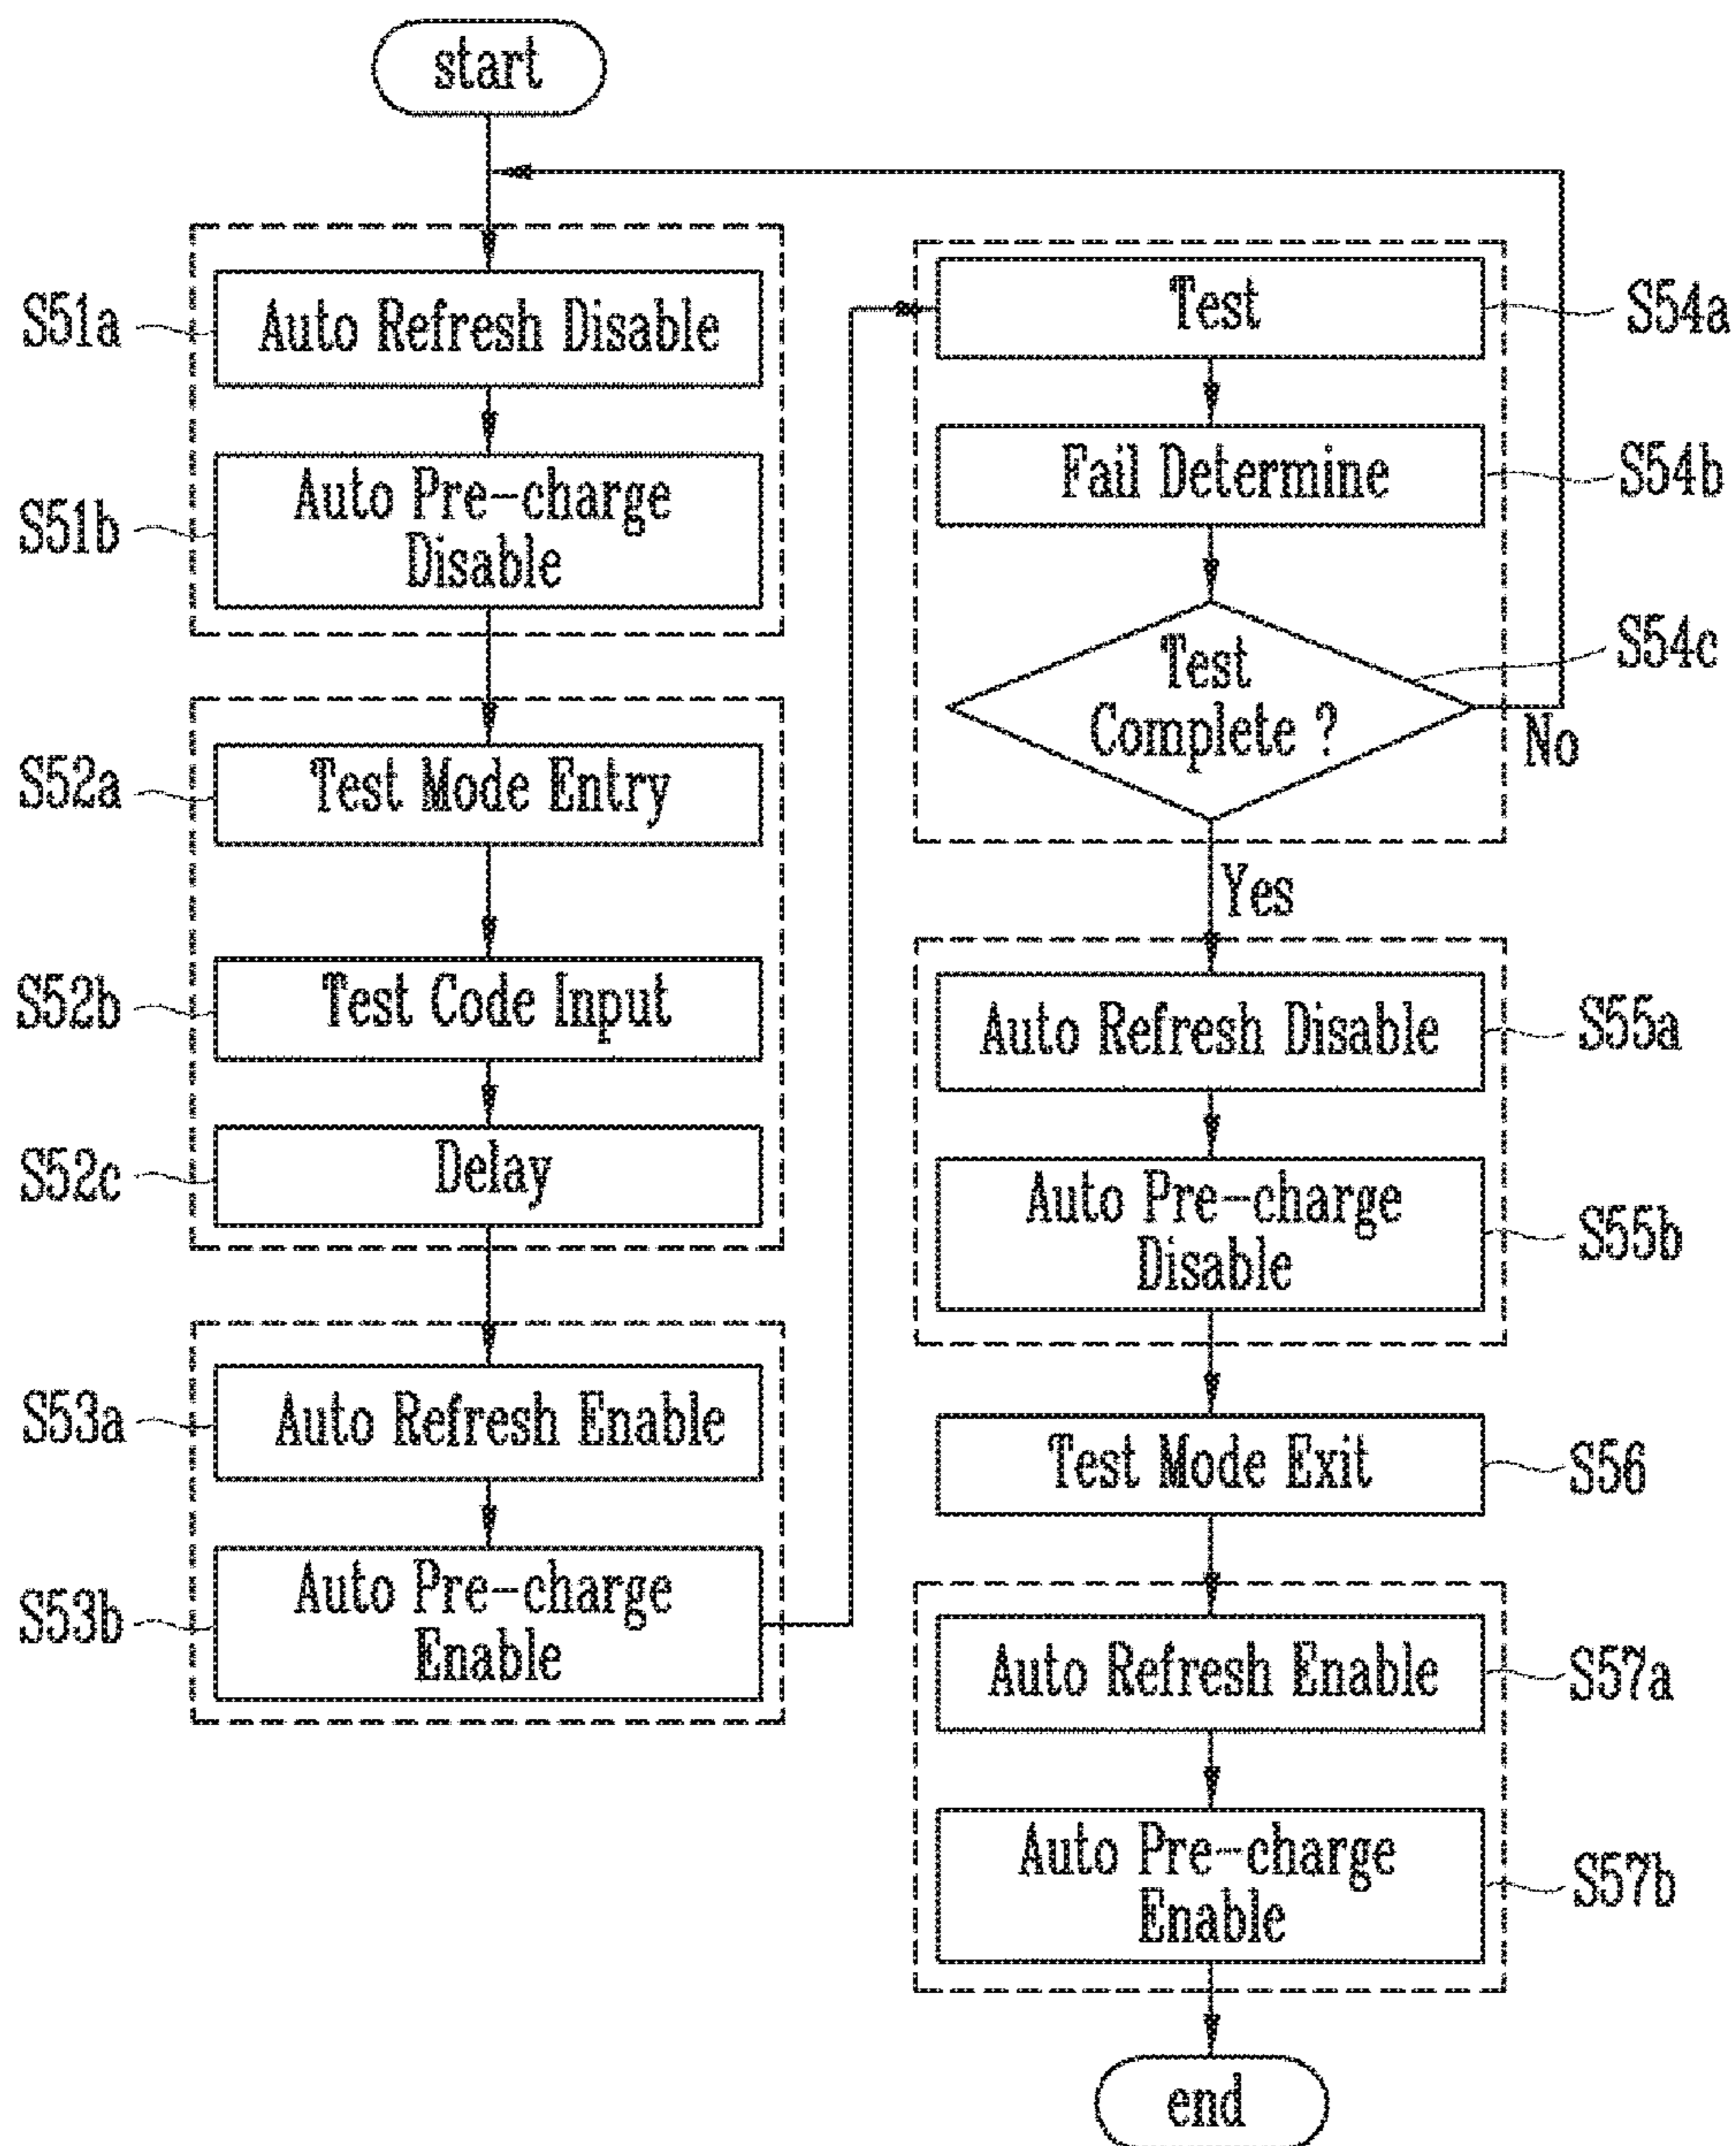 start
S51a
Auto Refresh Disable
S51b
Auto Pre-charge
Disable
S52a
Test Mode Entry
S52b
Test Code Input
S52c
Delay
S53a
Auto Refresh Enable
S53b
Auto Pre-charge
Enable
Test
S54a
Fail Determine
S54b
Test
Complete ?
S54c
No
Yes
Auto Refresh Disable
S55a
Auto Pre-charge
Disable
S55b
Test Mode Exit
S56
Auto Refresh Enable
S57a
Auto Pre-charge
Enable
S57b
end